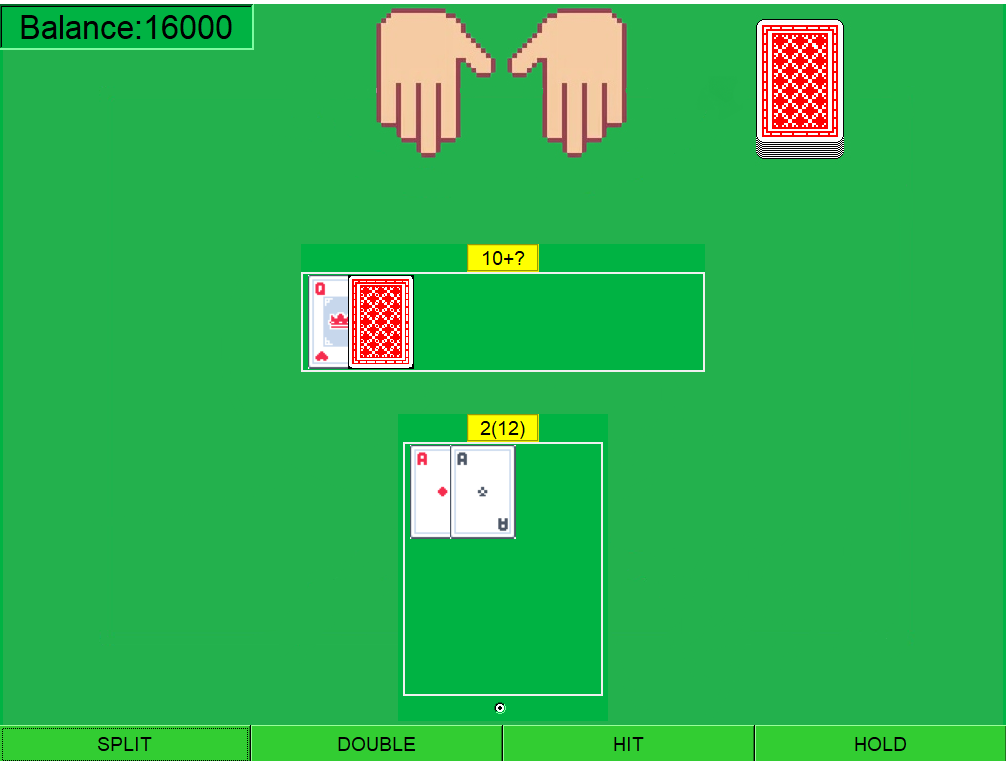 Balance:16000
10+?
Q
2(12)
A A
A
SPLIT DOUBLE HIT HOLD